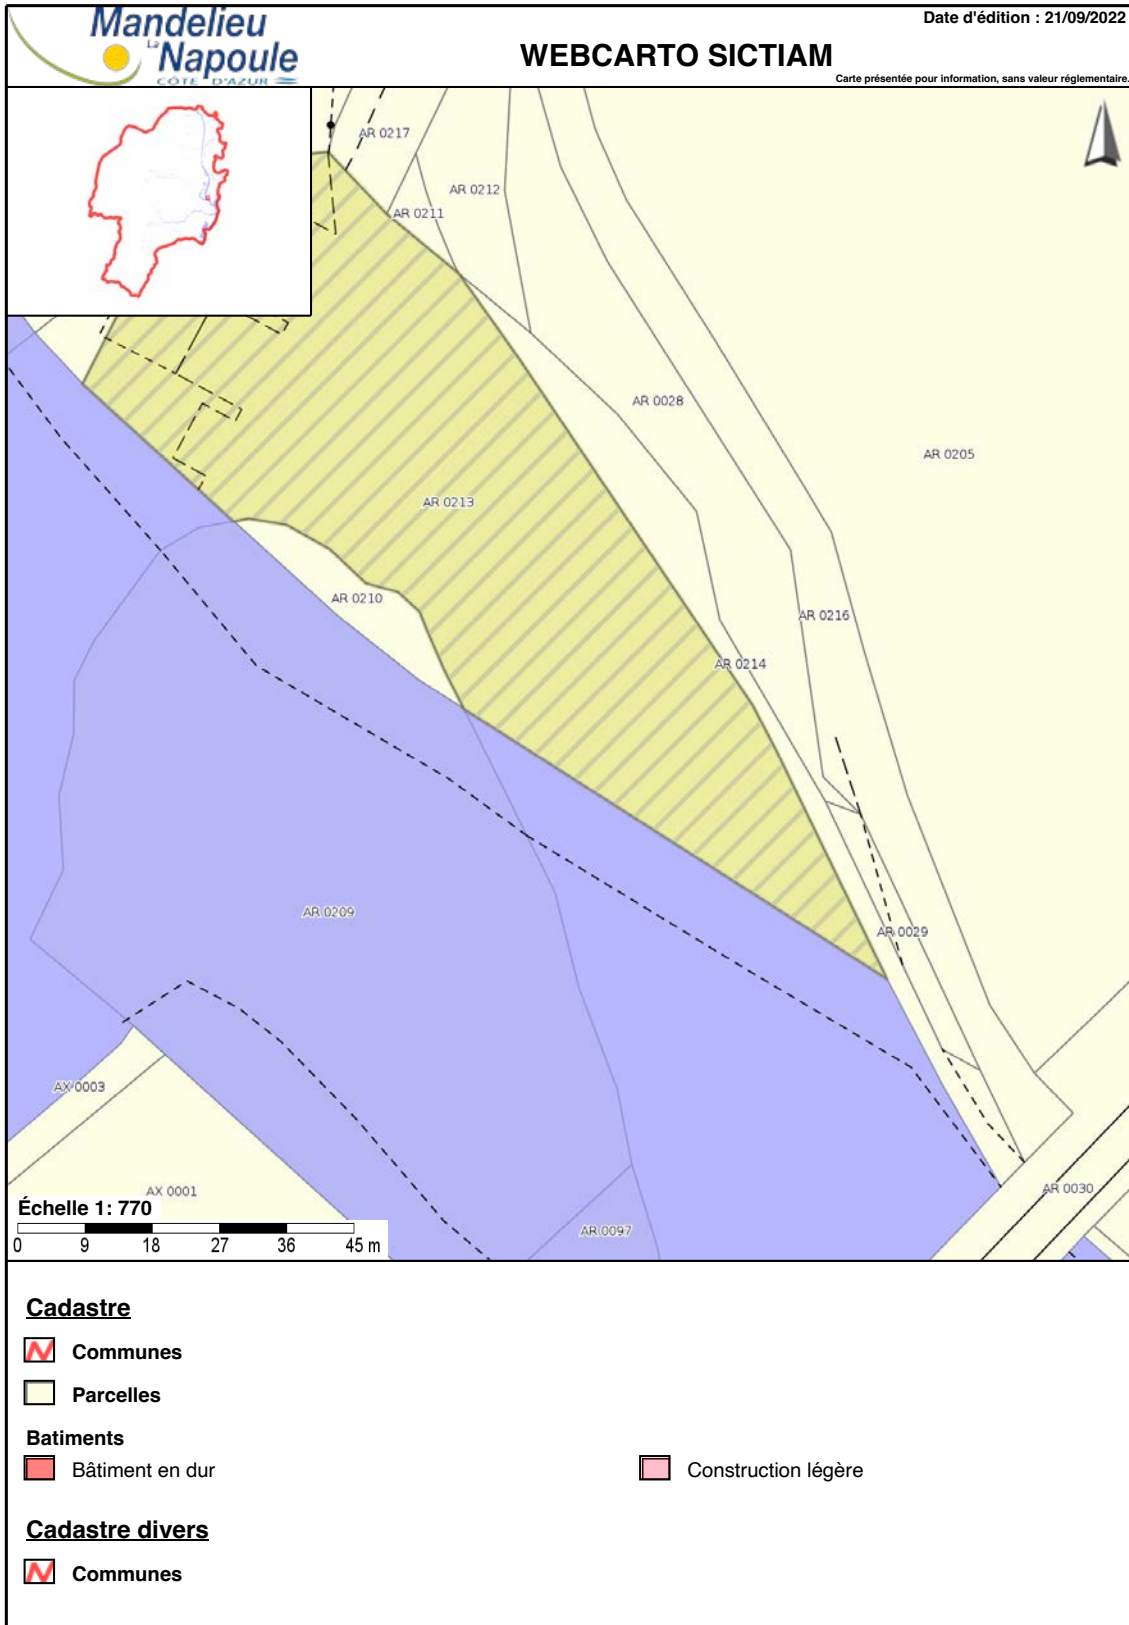 Mandelieu
La
Napoule
CÔTE D'AZUR
Date d'édition : 21/09/2022
WEBCARTO SICTIAM
Carte présentée pour information, sans valeur réglementaire.
AR 0217
AR 0212
AR 0211
AR 0028
AR 0205
AR 0213
AR 0210
AR 0216
AR 0214
AR 0209
AR 0029
AX 0003
AX 0001
AR 0030
AR 0097
Échelle 1: 770
0 9 18 27 36 45 m
Cadastre
Communes
Parcelles
Batiments
Bâtiment en dur
Construction légère
Cadastre divers
Communes